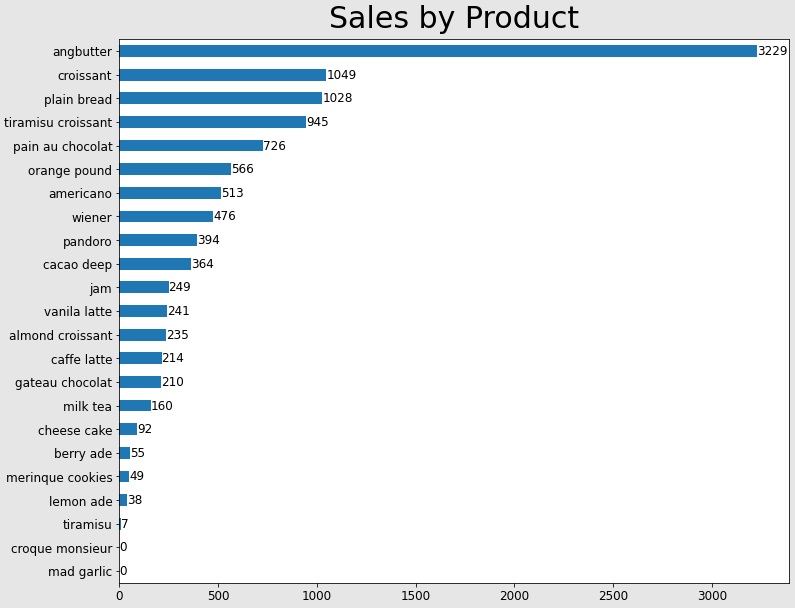 Sales by Product
angbutter 3229
croissant 1049
plain bread 1028
tiramisu croissant 945
pain au chocolat 726
orange pound 566
americano 513
wiener 476
pandoro 394
cacao deep 364
jam 249
vanila latte 241
almond croissant 235
caffe latte 214
gateau chocolat 210
milk tea 160
cheese cake 92
berry ade 55
merinque cookies 49
lemon ade 38
tiramisu 7
croque monsieur 0
mad garlic 0
0 500 1000 1500 2000 2500 3000